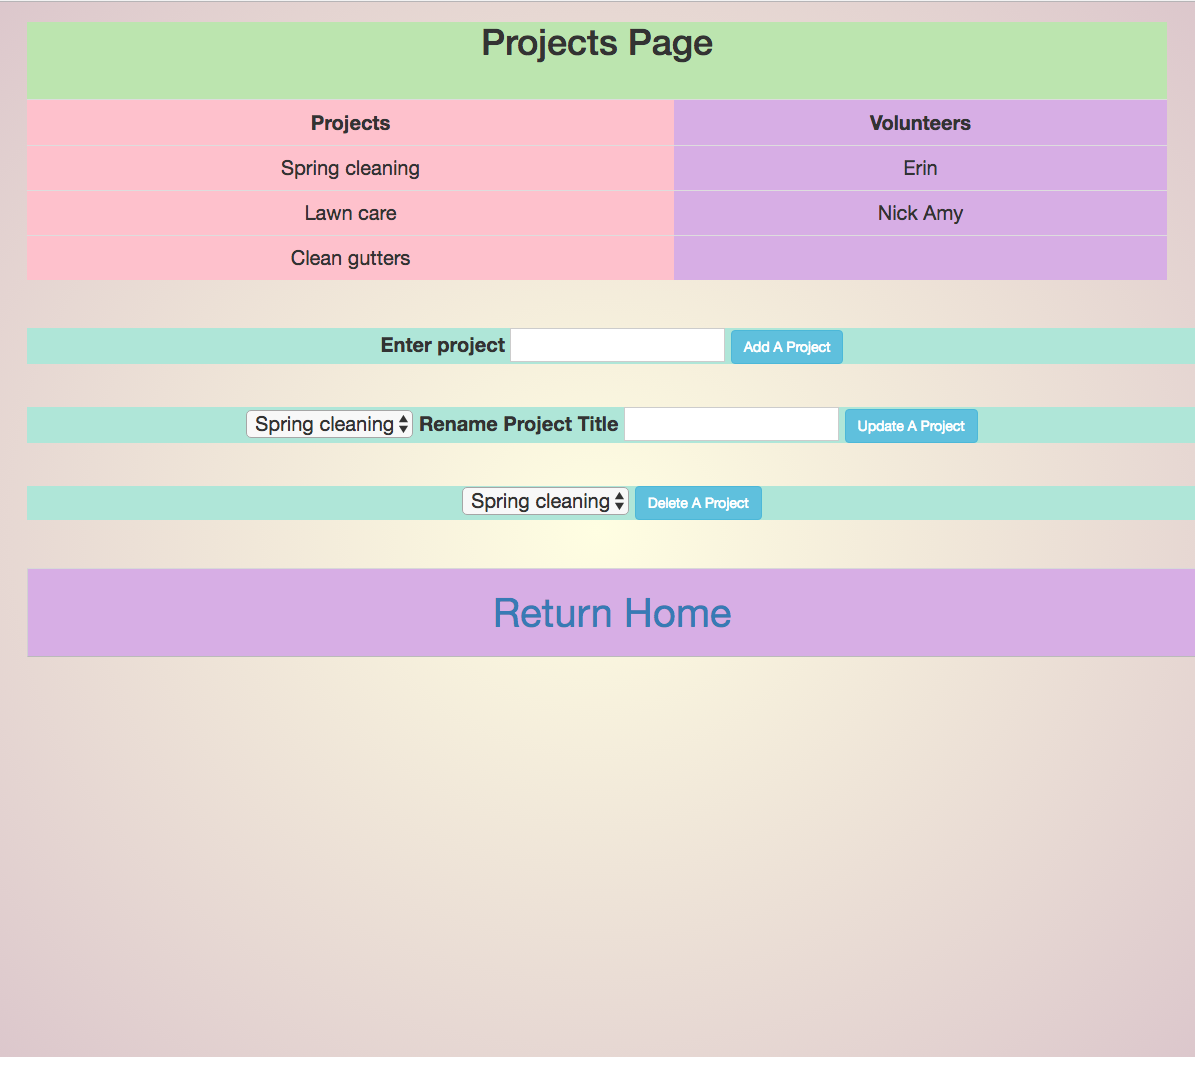 Projects Page
Projects Volunteers
Spring cleaning Erin
Lawn care Nick Amy
Clean gutters
Enter project Add A Project
Spring cleaning Rename Project Title Update A Project
Spring cleaning Delete A Project
Return Home